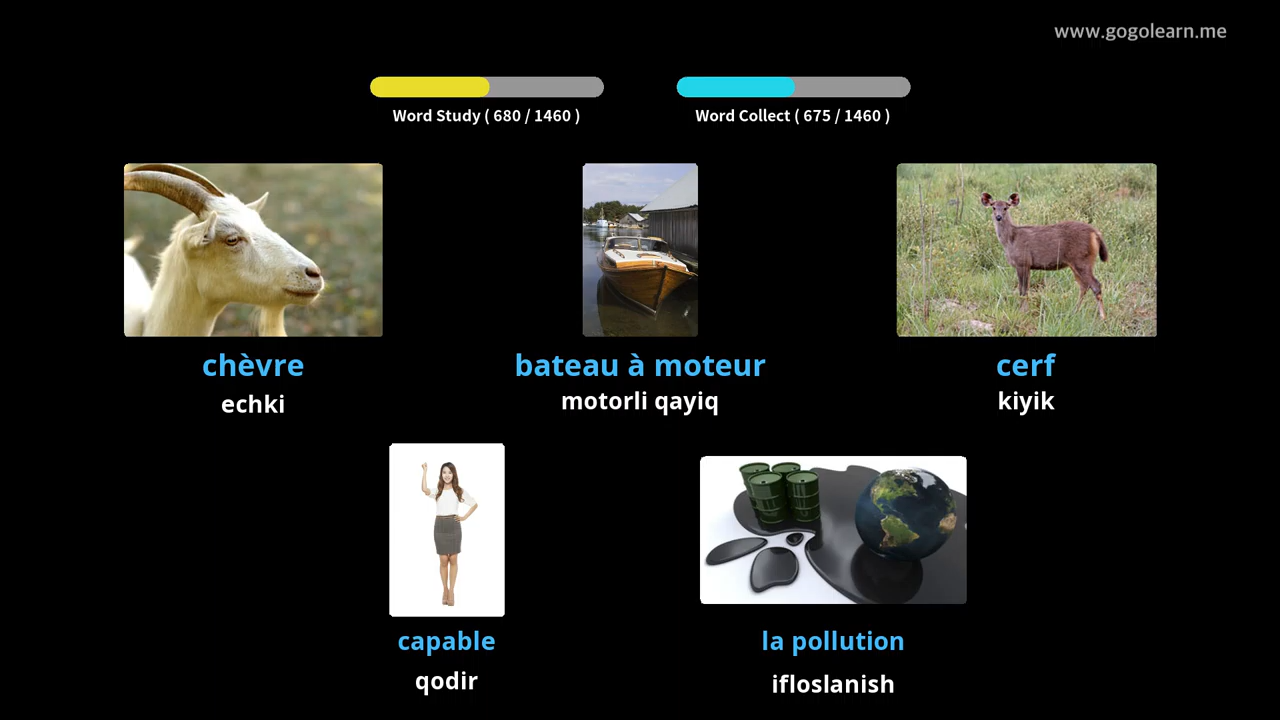 www.gogolearn.me
Word Study ( 680 / 1460 )
Word Collect ( 675 / 1460 )
chèvre
echki
bateau à moteur
motorli qayiq
cerf
kiyik
capable
qodir
la pollution
ifloslanish